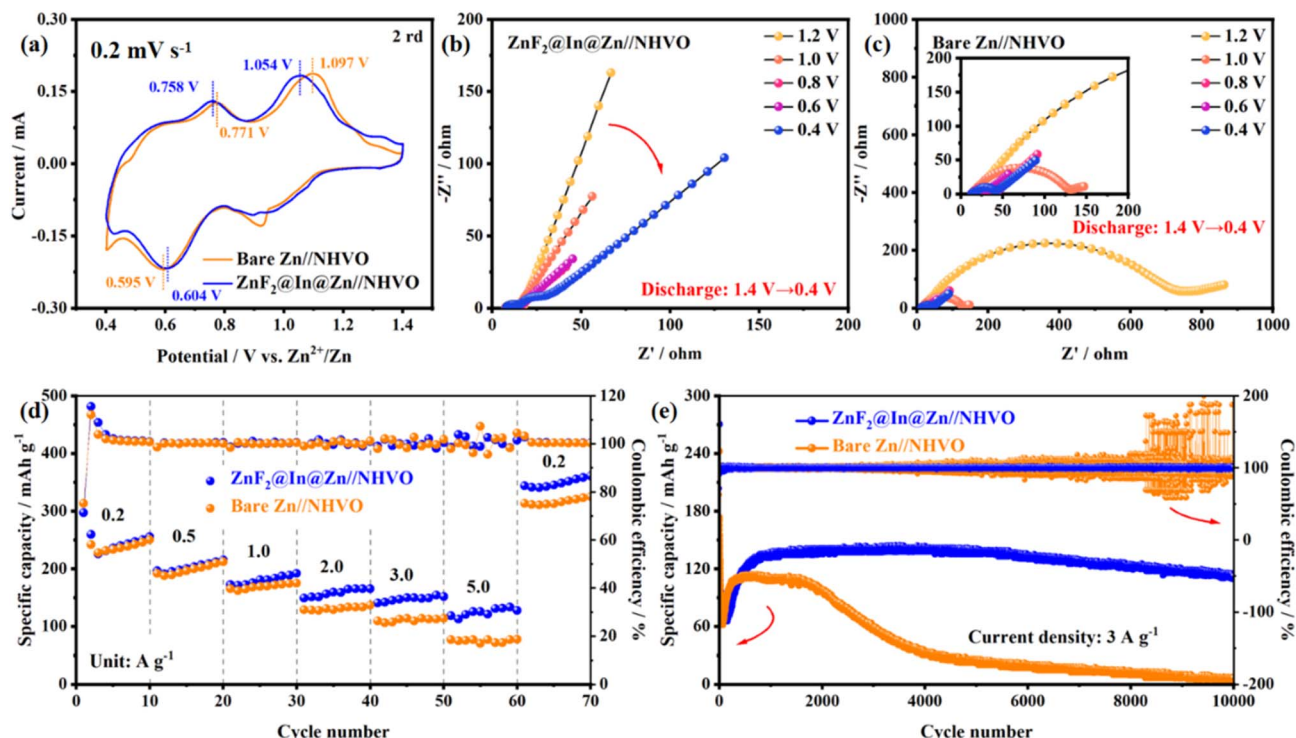 (a)
0.2 mV s⁻¹
2 rd
1.054 V
1.097 V
0.758 V
0.771 V
0.595 V
0.604 V
Bare Zn//NHVO
ZnF₂@In@Zn//NHVO
0.30
0.15
0.00
-0.15
-0.30
Current / mA
0.4 0.6 0.8 1.0 1.2 1.4
Potential / V vs. Zn²⁺/Zn
(b)
ZnF₂@In@Zn//NHVO
1.2 V
1.0 V
0.8 V
0.6 V
0.4 V
Discharge: 1.4 V→0.4 V
-200
-150
-100
-50
0
-Z'' / ohm
0 50 100 150 200
Z' / ohm
(c)
Bare Zn//NHVO
1.2 V
1.0 V
0.8 V
0.6 V
0.4 V
200
150
100
50
0
0 50 100 150 200
Discharge: 1.4 V→0.4 V
1000
800
600
400
200
0
-Z'' / ohm
0 200 400 600 800 1000
Z' / ohm
(d)
ZnF₂@In@Zn//NHVO
Bare Zn//NHVO
0.2
0.5
1.0
2.0
3.0
5.0
0.2
Unit: A g⁻¹
500
400
300
200
100
0
Specific capacity / mAh g⁻¹
120
100
80
60
40
20
0
Coulombic efficiency / %
0 10 20 30 40 50 60 70
Cycle number
(e)
ZnF₂@In@Zn//NHVO
Bare Zn//NHVO
Current density: 3 A g⁻¹
300
240
180
120
60
0
Specific capacity / mAh g⁻¹
200
100
0
-100
-200
Coulombic efficiency / %
0 2000 4000 6000 8000 10000
Cycle number